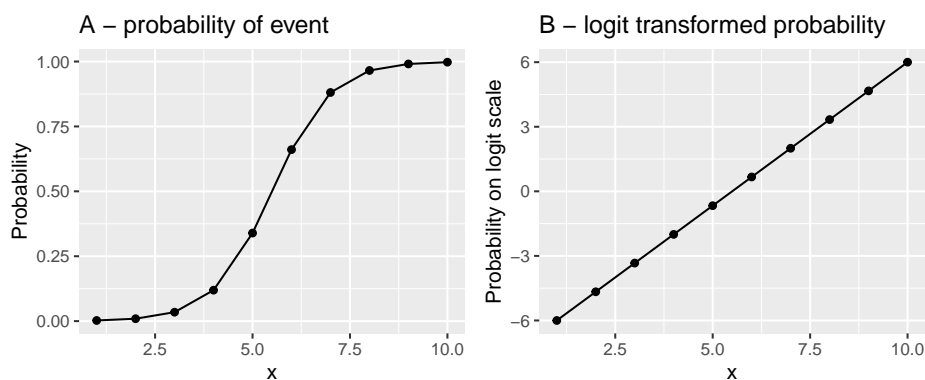 A – probability of event
1.00
0.75
0.50
0.25
0.00
Probability
2.5 5.0 7.5 10.0
x
B – logit transformed probability
6
3
0
−3
−6
Probability on logit scale
2.5 5.0 7.5 10.0
x